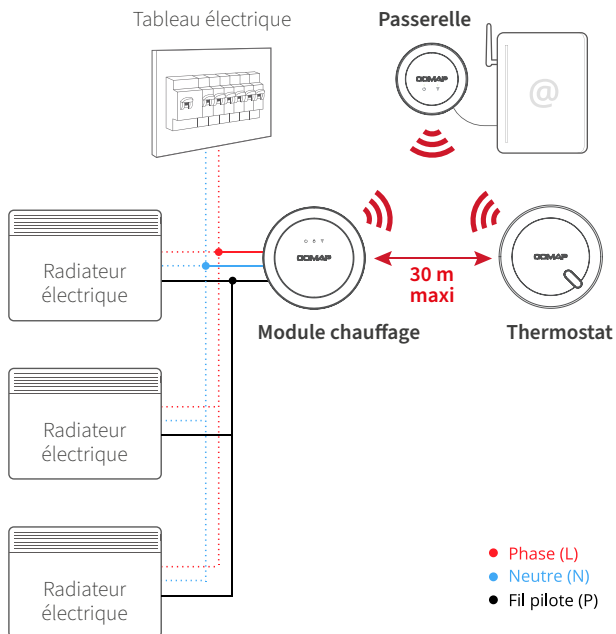 Tableau électrique
Passerelle
COMAP
@
Radiateur
électrique
COMAP
30 m
maxi
COMAP
Module chauffage
Thermostat
Radiateur
électrique
Radiateur
électrique
Phase (L)
Neutre (N)
Fil pilote (P)